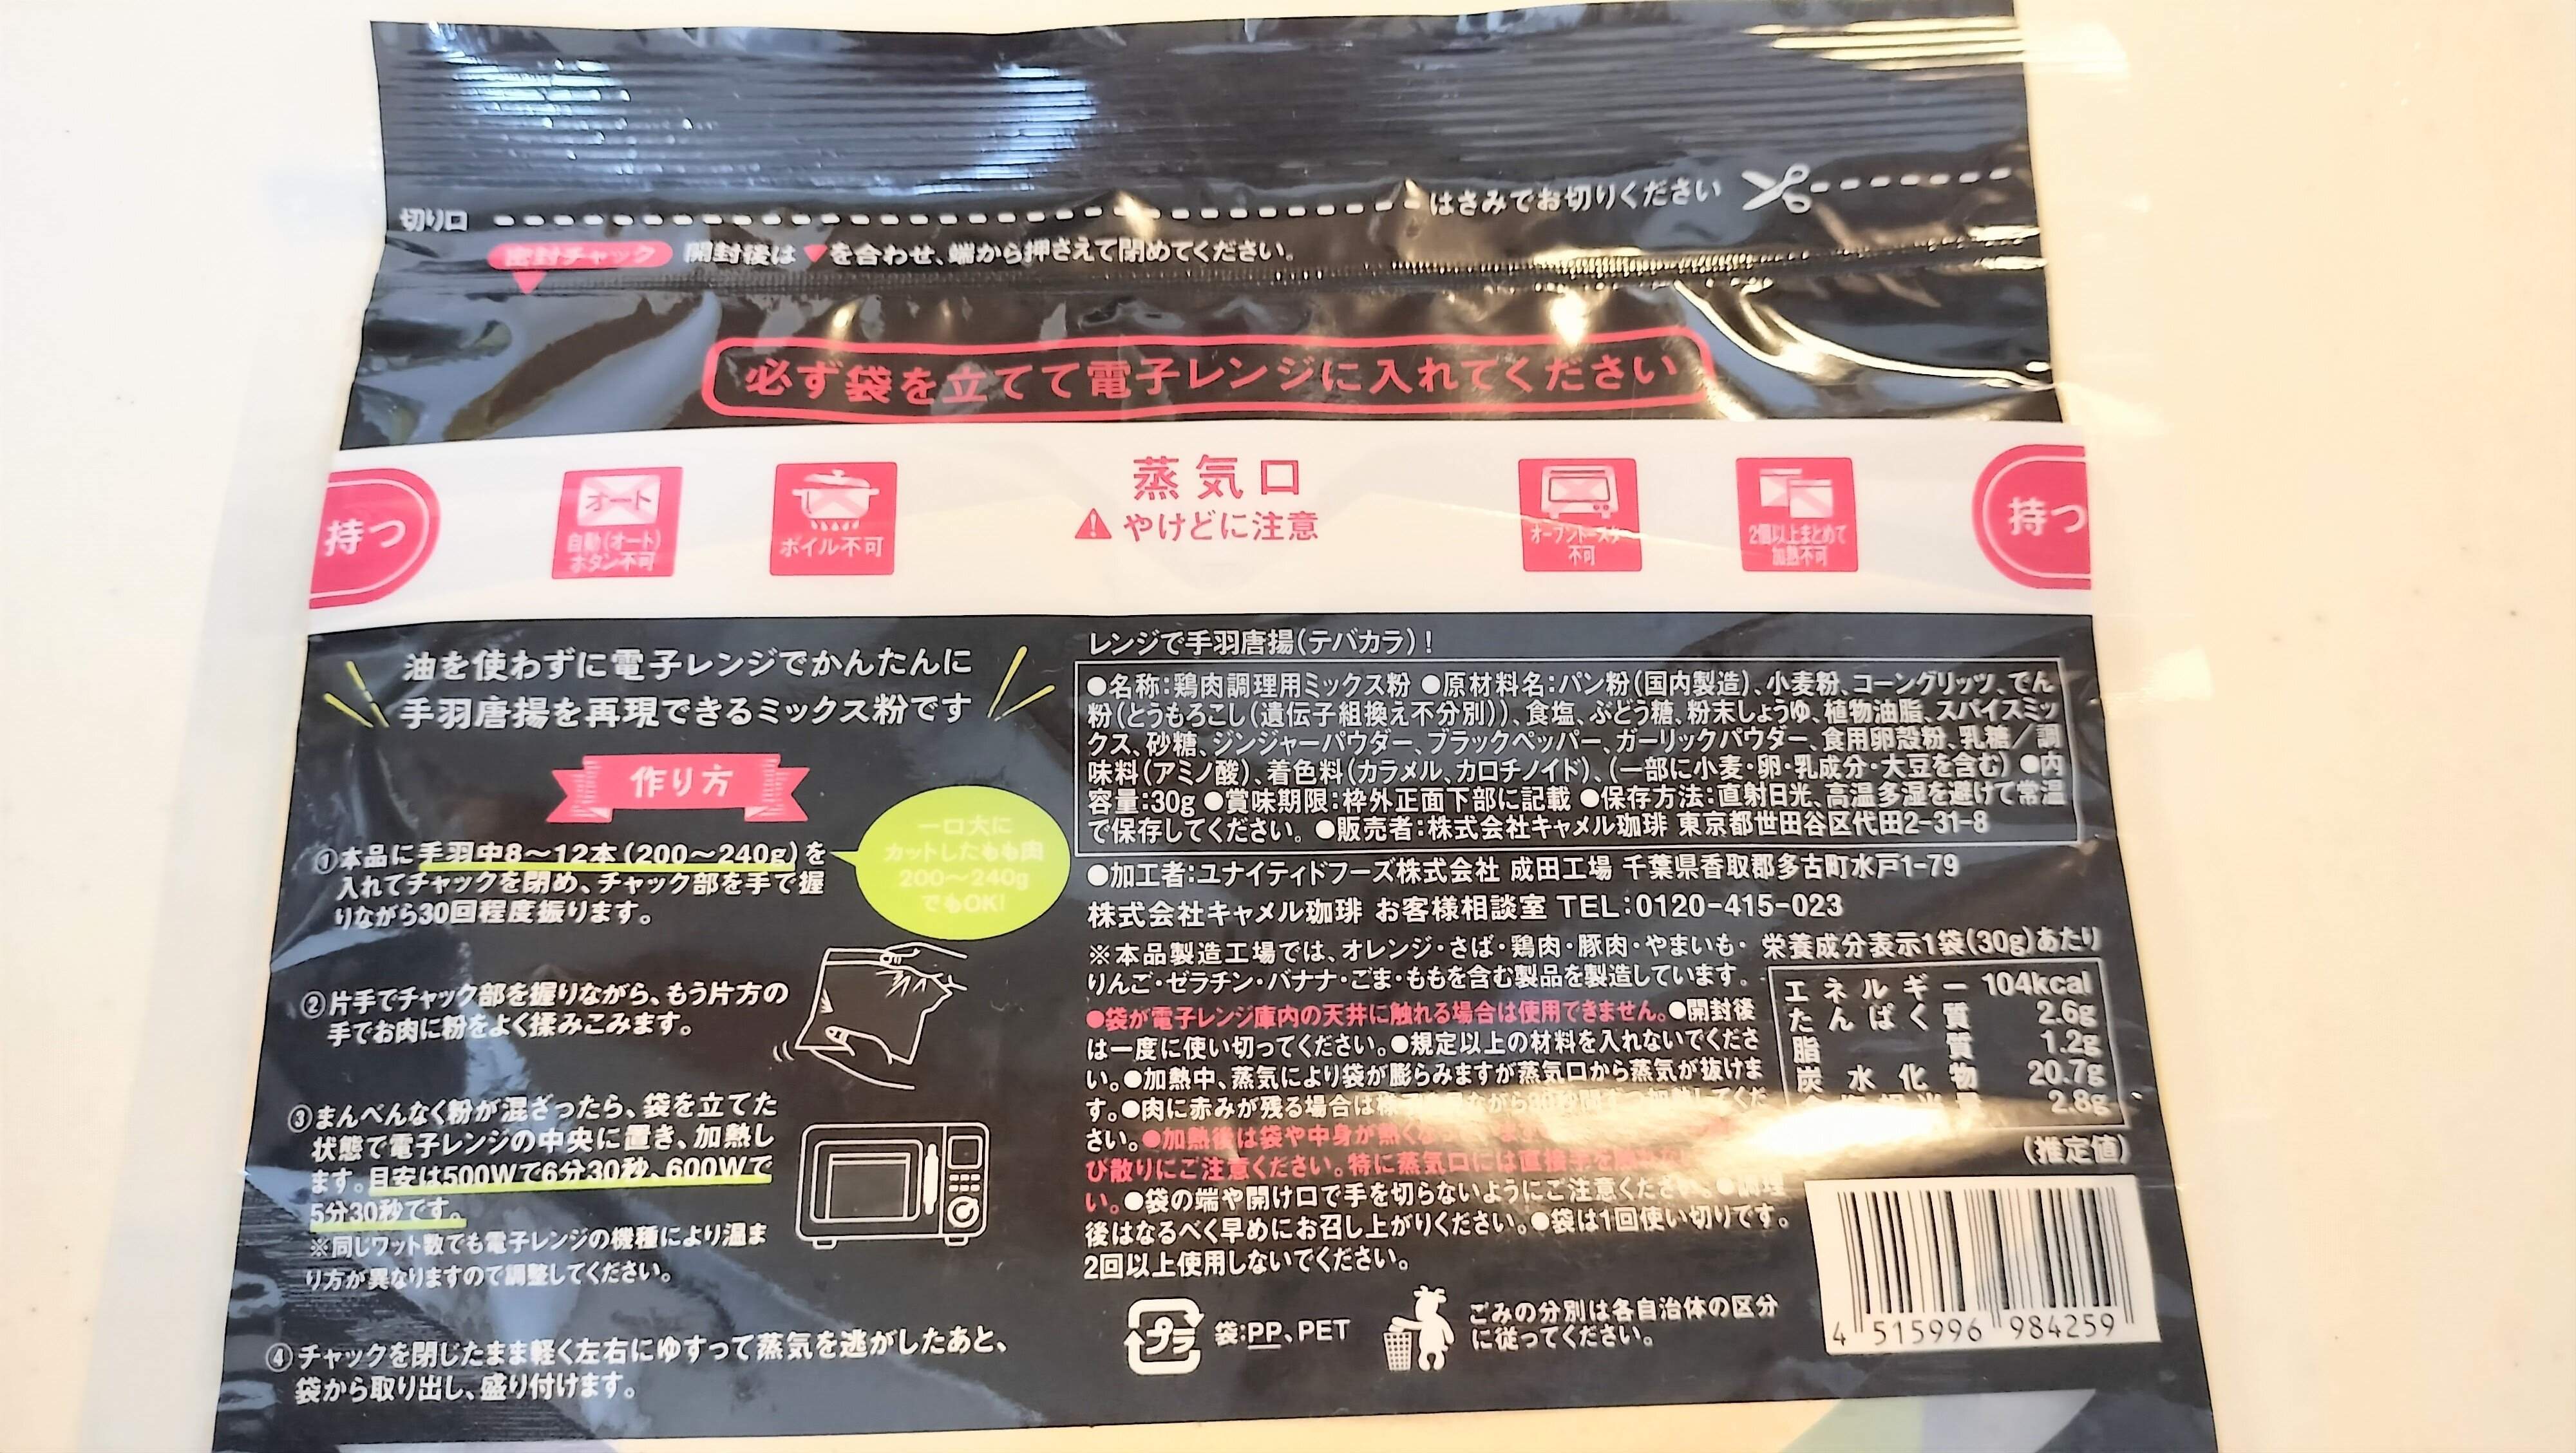 切り口
はさみでお切りください
密封チャック 開封後は▼を合わせ、端から押さえて閉めてください。
必ず袋を立てて電子レンジに入れてください
持つ
オート
自動(オート)
ボタン不可
ボイル不可
蒸気口
⚠やけどに注意
オーブントースター
不可
2個以上まとめて
加熱不可
持つ
油を使わずに電子レンジでかんたんに
手羽唐揚を再現できるミックス粉です
作り方
①本品に手羽中8〜12本(200〜240g)を
入れてチャックを閉め、チャック部を手で握
りながら30回程度振ります。
一口大に
カットしたもも肉
200〜240g
でもOK!
②片手でチャック部を握りながら、もう片方の
手でお肉に粉をよく揉みこみます。
③まんべんなく粉が混ざったら、袋を立てた
状態で電子レンジの中央に置き、加熱し
ます。目安は500Wで6分30秒、600Wで
5分30秒です。
※同じワット数でも電子レンジの機種により温ま
り方が異なりますので調整してください。
④チャックを閉じたまま軽く左右にゆすって蒸気を逃がしたあと、
袋から取り出し、盛り付けます。
レンジで手羽唐揚(テバカラ)!
●名称:鶏肉調理用ミックス粉 ●原材料名:パン粉(国内製造)、小麦粉、コーングリッツ、でん
粉(とうもろこし(遺伝子組換え不分別))、食塩、ぶどう糖、粉末しょうゆ、植物油脂、スパイスミッ
クス、砂糖、ジンジャーパウダー、ブラックペッパー、ガーリックパウダー、食用卵殻粉、乳糖/調
味料(アミノ酸)、着色料(カラメル、カロチノイド)、(一部に小麦・卵・乳成分・大豆を含む) ●内
容量:30g ●賞味期限:枠外正面下部に記載 ●保存方法:直射日光、高温多湿を避けて常温
で保存してください。 ●販売者:株式会社キャメル珈琲 東京都世田谷区代田2-31-8
●加工者:ユナイティドフーズ株式会社 成田工場 千葉県香取郡多古町水戸1-79
株式会社キャメル珈琲 お客様相談室 TEL:0120-415-023
※本品製造工場では、オレンジ・さば・鶏肉・豚肉・やまいも・
りんご・ゼラチン・バナナ・ごま・ももを含む製品を製造しています。
●袋が電子レンジ庫内の天井に触れる場合は使用できません。●開封後
は一度に使い切ってください。●規定以上の材料を入れないでくださ
い。●加熱中、蒸気により袋が膨らみますが蒸気口から蒸気が抜けま
す。●肉に赤みが残る場合は様子を見ながら30秒間ずつ加熱してくだ
さい。●加熱後は袋や中身が熱く
び散りにご注意ください。特に蒸気口には直接手を
い。●袋の端や開け口で手を切らないようにご注意ください。●調理
後はなるべく早めにお召し上がりください。●袋は1回使い切りです。
2回以上使用しないでください。
栄養成分表示1袋(30g)あたり
エネルギー 104kcal
たんぱく質 2.6g
脂質 1.2g
炭水化物 20.7g
2.8g
(推定値)
プラ
袋:PP、PET
ごみの分別は各自治体の区分
に従ってください。
4 515996 984259